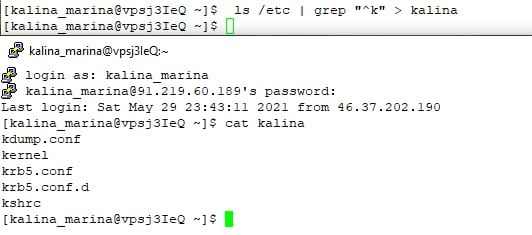 [kalina_marina@vpsj3IeQ ~]$  ls /etc | grep "^k" > kalina
[kalina_marina@vpsj3IeQ ~]$
kalina_marina@vpsj3IeQ:~
login as: kalina_marina
kalina_marina@91.219.60.189's password:
Last login: Sat May 29 23:43:11 2021 from 46.37.202.190
[kalina_marina@vpsj3IeQ ~]$ cat kalina
kdump.conf
kernel
krb5.conf
krb5.conf.d
kshrc
[kalina_marina@vpsj3IeQ ~]$